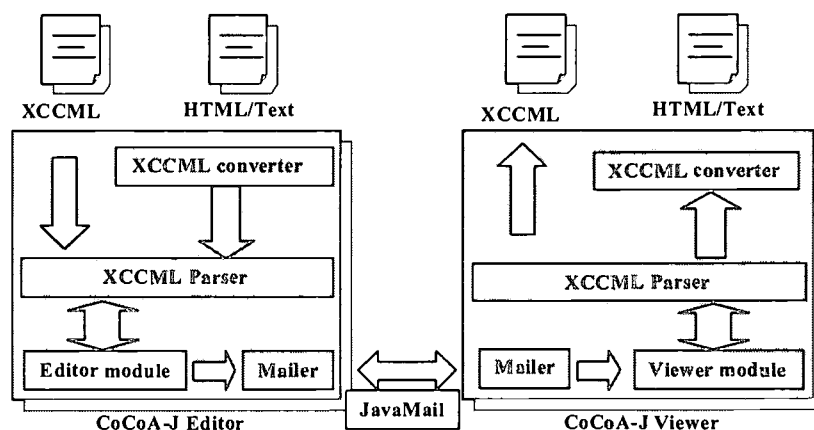 XCCML
HTML/Text
XCCML
HTML/Text
XCCML converter
XCCML Parser
Editor module
Mailer
CoCoA-J Editor
JavaMail
XCCML converter
XCCML Parser
Mailer
Viewer module
CoCoA-J Viewer